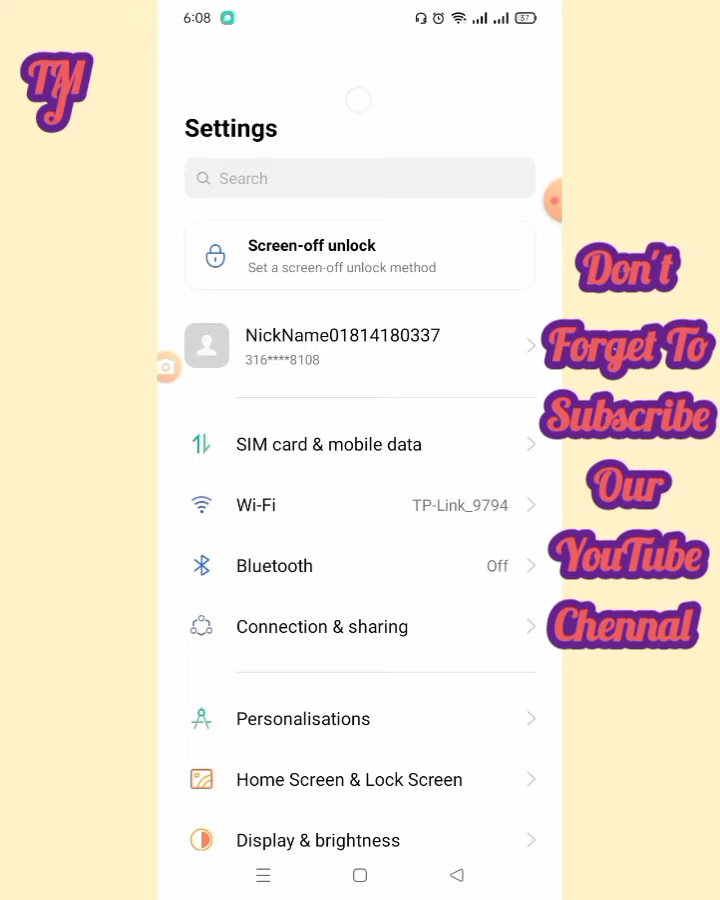 6:08
57
TMJ
Settings
Search
Screen-off unlock
Set a screen-off unlock method
NickName01814180337
316****8108
SIM card & mobile data
Wi-Fi TP-Link_9794
Bluetooth Off
Connection & sharing
Personalisations
Home Screen & Lock Screen
Display & brightness
Don't
Forget To
Subscribe
Our
YouTube
Chennal